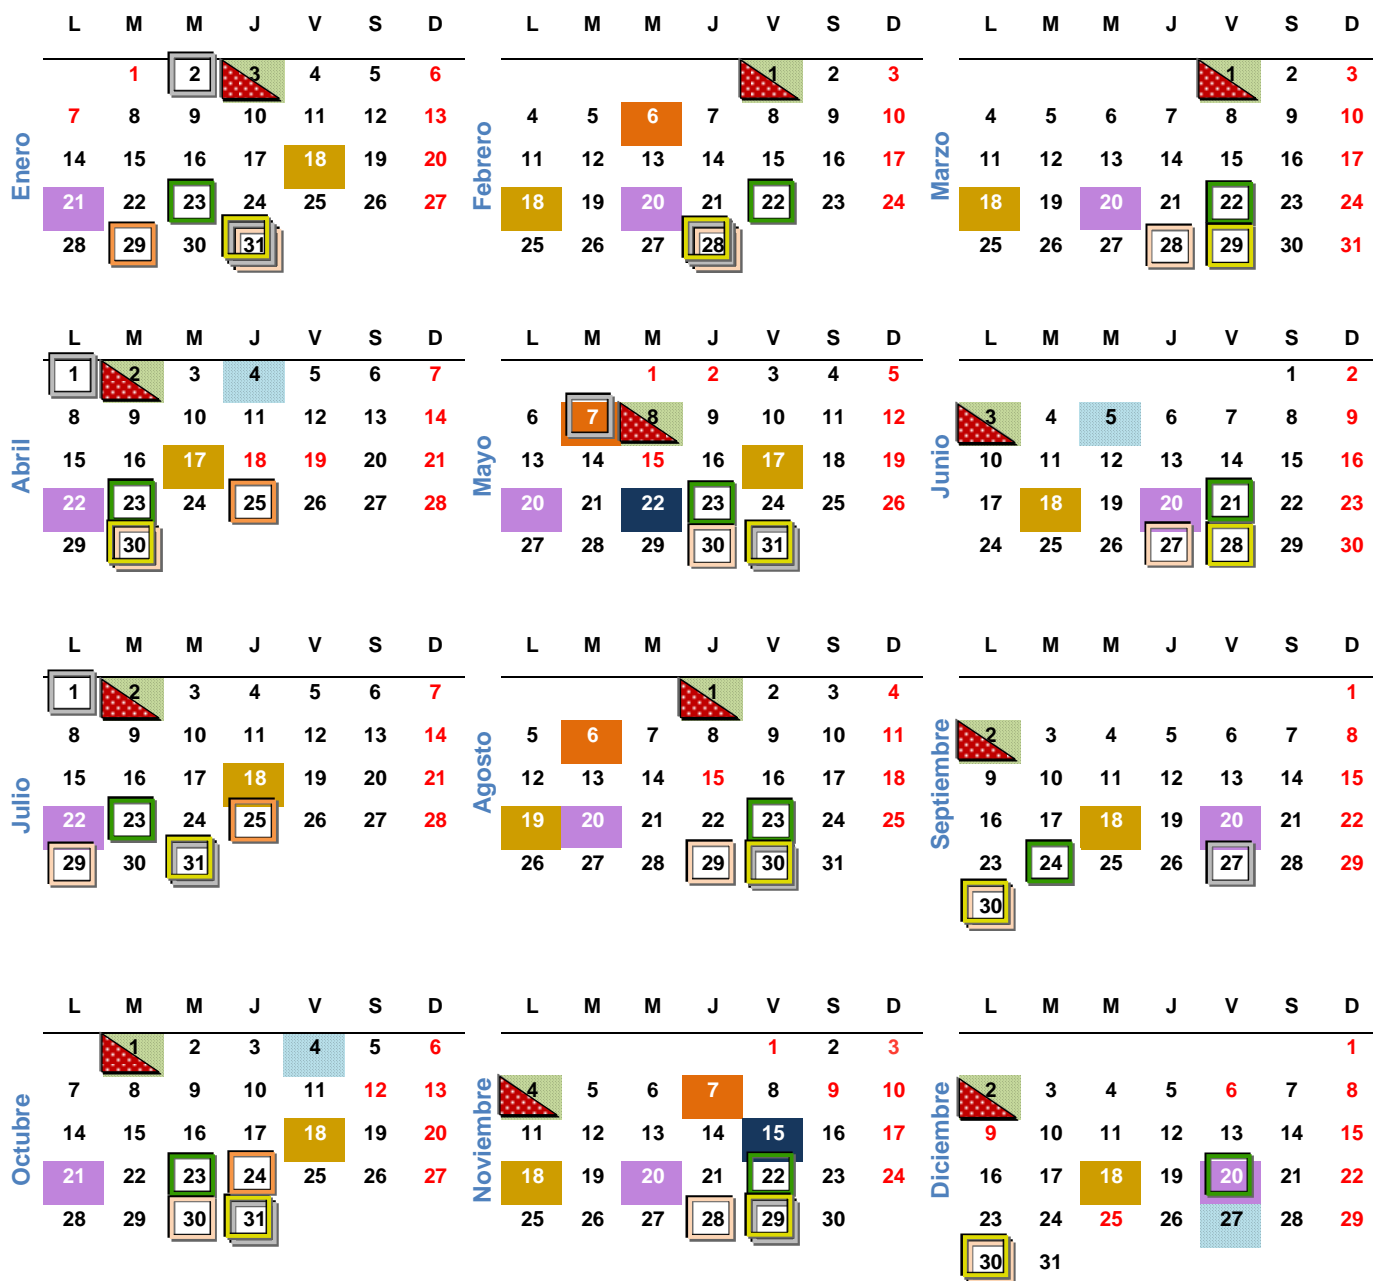 L M M J V S D L M M J V S D L M M J V S D
1 2 3 4 5 6 1 2 3 1 2 3
7 8 9 10 11 12 13 4 5 6 7 8 9 10 4 5 6 7 8 9 10
14 15 16 17 18 19 20 11 12 13 14 15 16 17 11 12 13 14 15 16 17
21 22 23 24 25 26 27 18 19 20 21 22 23 24 18 19 20 21 22 23 24
28 29 30 31 25 26 27 28 25 26 27 28 29 30 31
Enero Febrero Marzo
L M M J V S D L M M J V S D L M M J V S D
1 2 3 4 5 6 7 1 2 3 4 5 1 2
8 9 10 11 12 13 14 6 7 8 9 10 11 12 3 4 5 6 7 8 9
15 16 17 18 19 20 21 13 14 15 16 17 18 19 10 11 12 13 14 15 16
22 23 24 25 26 27 28 20 21 22 23 24 25 26 17 18 19 20 21 22 23
29 30 27 28 29 30 31 24 25 26 27 28 29 30
Abril Mayo Junio
L M M J V S D L M M J V S D L M M J V S D
1 2 3 4 5 6 7 1 2 3 4 1
8 9 10 11 12 13 14 5 6 7 8 9 10 11 2 3 4 5 6 7 8
15 16 17 18 19 20 21 12 13 14 15 16 17 18 9 10 11 12 13 14 15
22 23 24 25 26 27 28 19 20 21 22 23 24 25 16 17 18 19 20 21 22
29 30 31 26 27 28 29 30 31 23 24 25 26 27 28 29
30
Julio Agosto Septiembre
L M M J V S D L M M J V S D L M M J V S D
1 2 3 4 5 6 1 2 3 1
7 8 9 10 11 12 13 4 5 6 7 8 9 10 2 3 4 5 6 7 8
14 15 16 17 18 19 20 11 12 13 14 15 16 17 9 10 11 12 13 14 15
21 22 23 24 25 26 27 18 19 20 21 22 23 24 16 17 18 19 20 21 22
28 29 30 31 25 26 27 28 29 30 23 24 25 26 27 28 29
30 31
Octubre Noviembre Diciembre